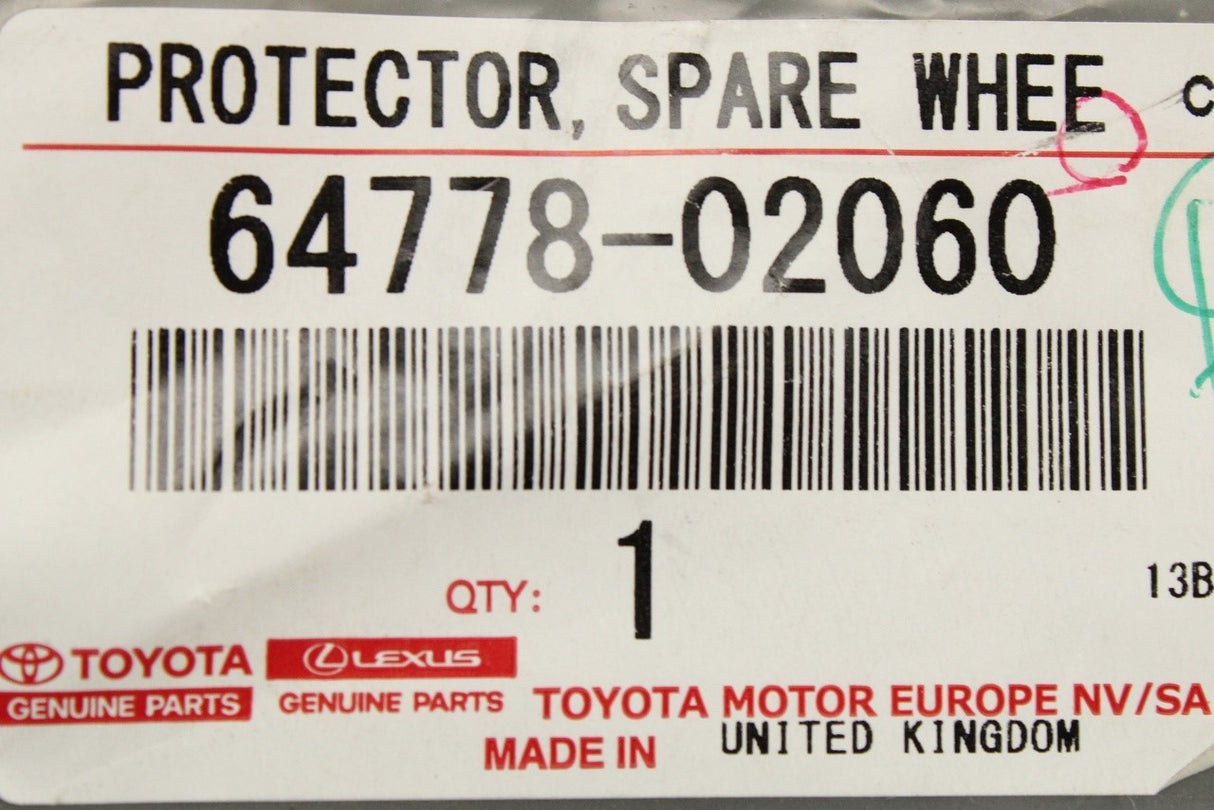 PROTECTOR, SPARE WHEE C
64778-02060
1
QTY:
13B
TOYOTA LEXUS
GENUINE PARTS GENUINE PARTS TOYOTA MOTOR EUROPE NV/SA
MADE IN UNITED KINGDOM